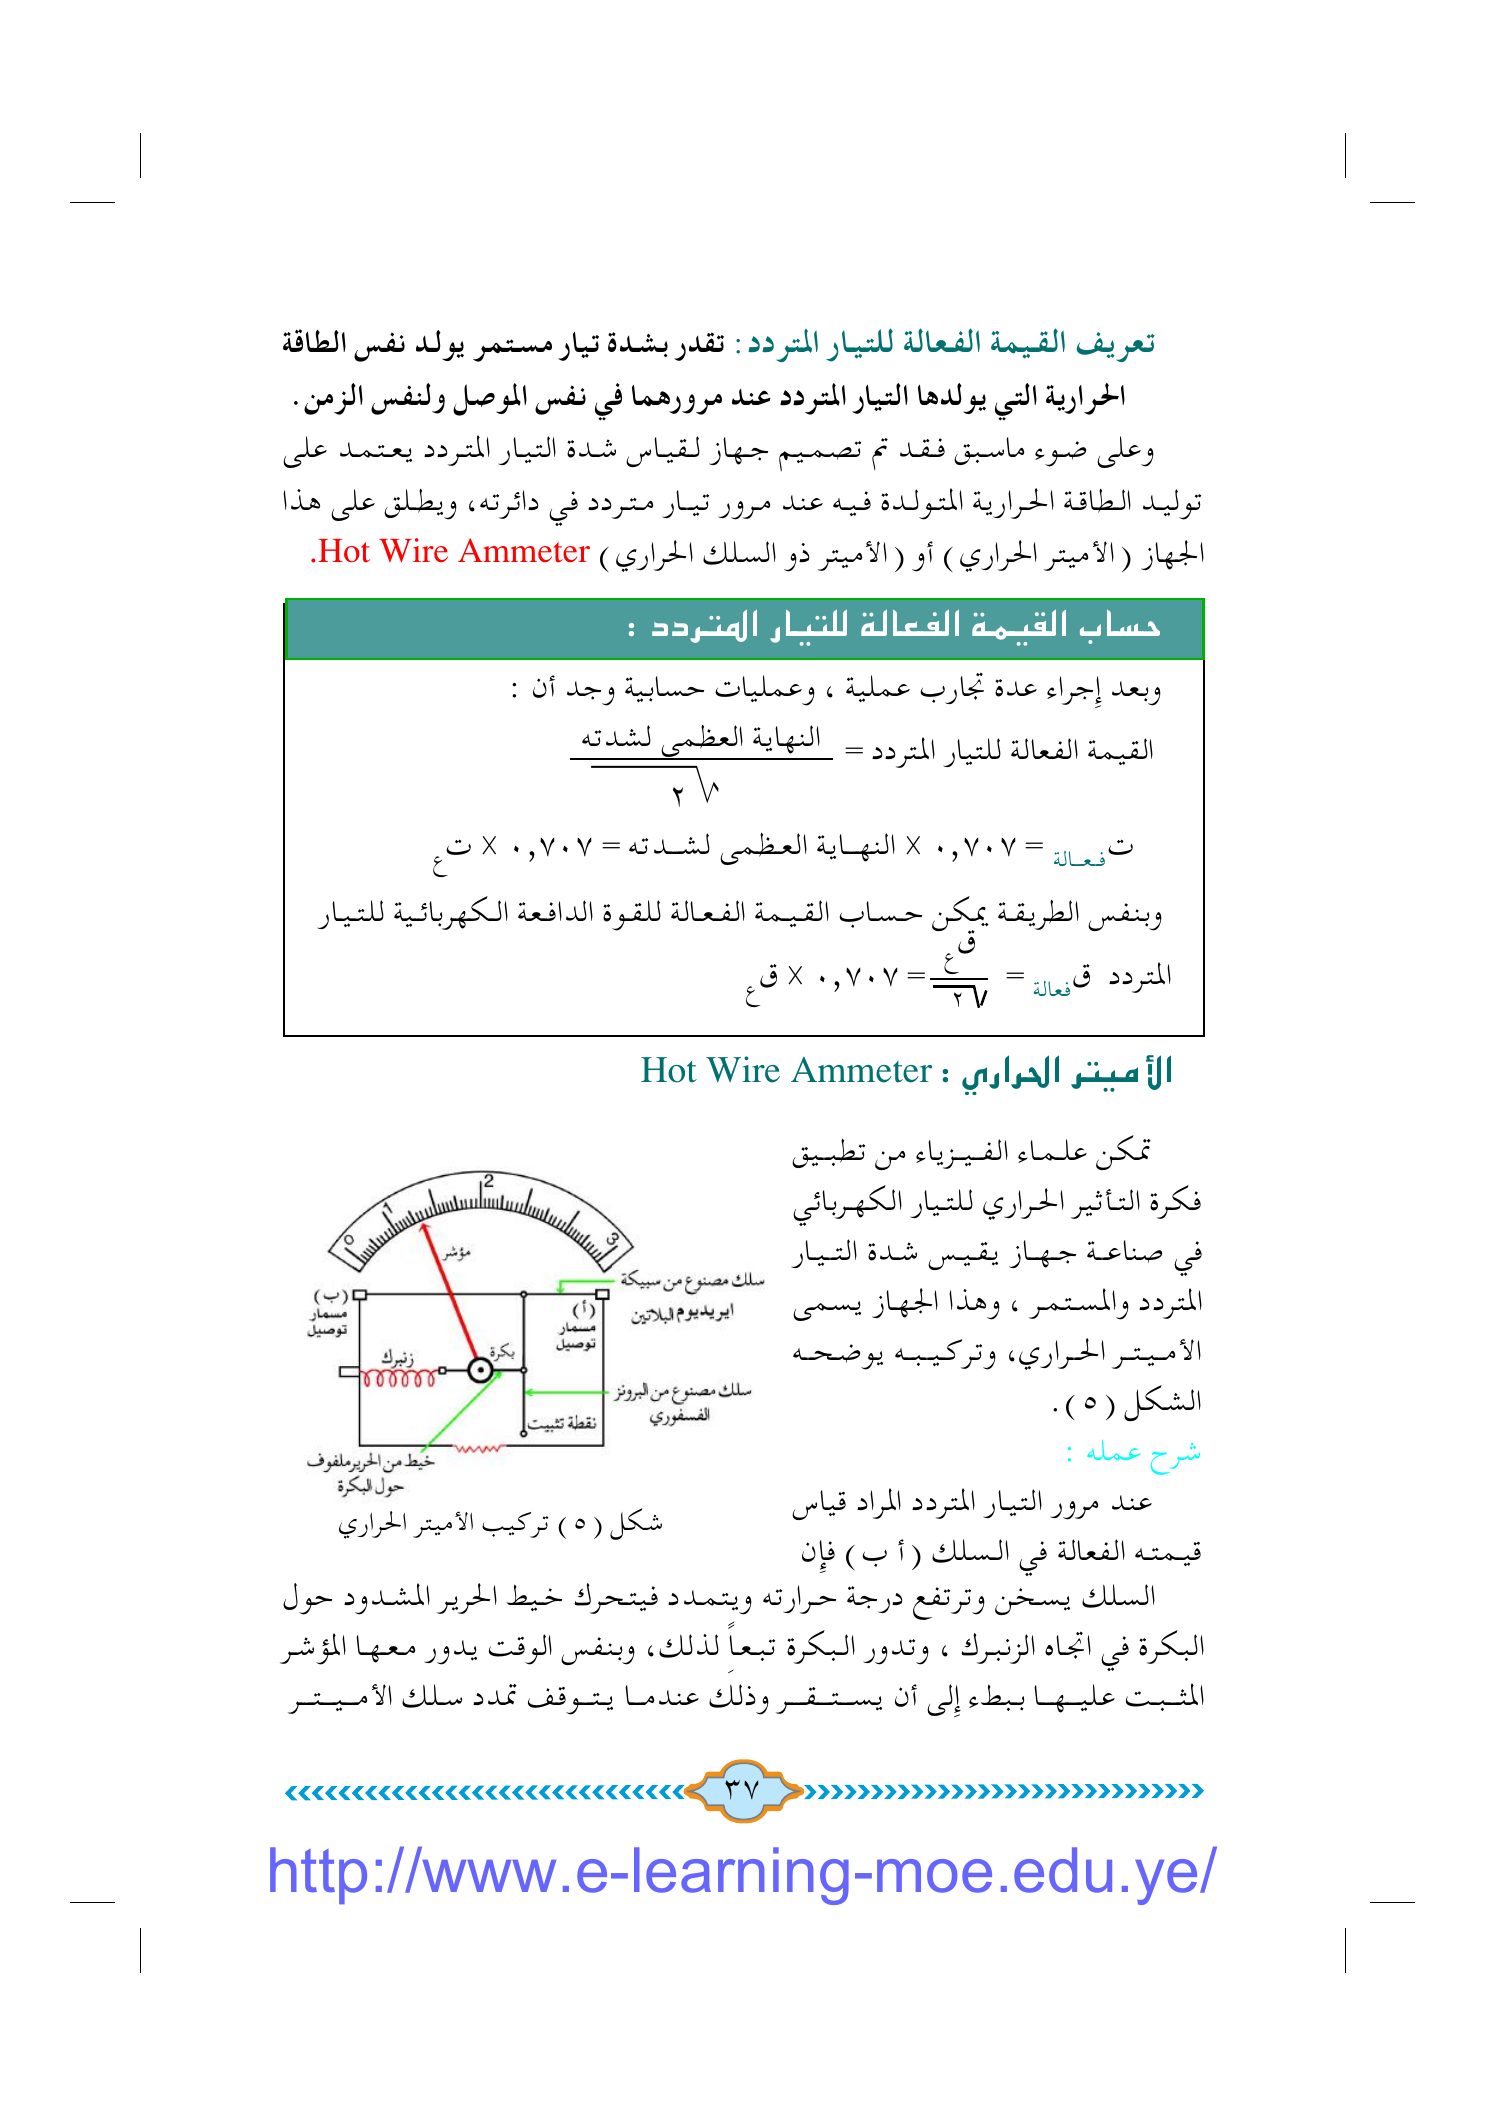 تعريف القيمة الفعالة للتيار المتردد : تقدر بشدة تيار مستمر يولد نفس الطاقة
الحرارية التي يولدها التيار المتردد عند مرورهما في نفس الموصل ولنفس الزمن .
وعلى ضوء ماسبق فقد تم تصميم جهاز لقياس شدة التيار المتردد يعتمد على
توليد الطاقة الحرارية المتولدة فيه عند مرور تيار متردد في دائرته، ويطلق على هذا
الجهاز ( الأميتر الحراري ) أو ( الأميتر ذو السلك الحراري ) Hot Wire Ammeter.
حساب القيمة الفعالة للتيار المتردد :
وبعد إجراء عدة تجارب عملية ، وعمليات حسابية وجد أن :
القيمة الفعالة للتيار المتردد = النهاية العظمى لشدته / √٢
ت فعالة = ٠,٧٠٧ X النهاية العظمى لشدته = ٠,٧٠٧ X ت ع
وبنفس الطريقة يمكن حساب القيمة الفعالة للقوة الدافعة الكهربائية للتيار
المتردد ق فعالة = ق ع / √٢ = ٠,٧٠٧ X ق ع
الأميتر الحراري : Hot Wire Ammeter
تمكن علماء الفيزياء من تطبيق
فكرة التأثير الحراري للتيار الكهربائي
في صناعة جهاز يقيس شدة التيار
المتردد والمستمر ، وهذا الجهاز يسمى
الأميتر الحراري، وتركيبه يوضحه
الشكل ( ٥ ) .
شرح عمله :
عند مرور التيار المتردد المراد قياس
قيمته الفعالة في السلك ( أ ب ) فإن
0 1 2 3
مؤشر
سلك مصنوع من سبيكة
ايريديوم البلاتين
( ب )
مسمار
توصيل
( أ )
مسمار
توصيل
بكرة
زنبرك
سلك مصنوع من البرونز
الفسفوري
نقطة تثبيت
خيط من الحرير ملفوف
حول البكرة
شكل ( ٥ ) تركيب الأميتر الحراري
السلك يسخن وترتفع درجة حرارته ويتمدد فيتحرك خيط الحرير المشدود حول
البكرة في اتجاه الزنبرك ، وتدور البكرة تبعاً لذلك، وبنفس الوقت يدور معها المؤشر
المثبت عليها ببطء إلى أن يستقر وذلك عندما يتوقف تمدد سلك الأميتر
٣٧
http://www.e-learning-moe.edu.ye/